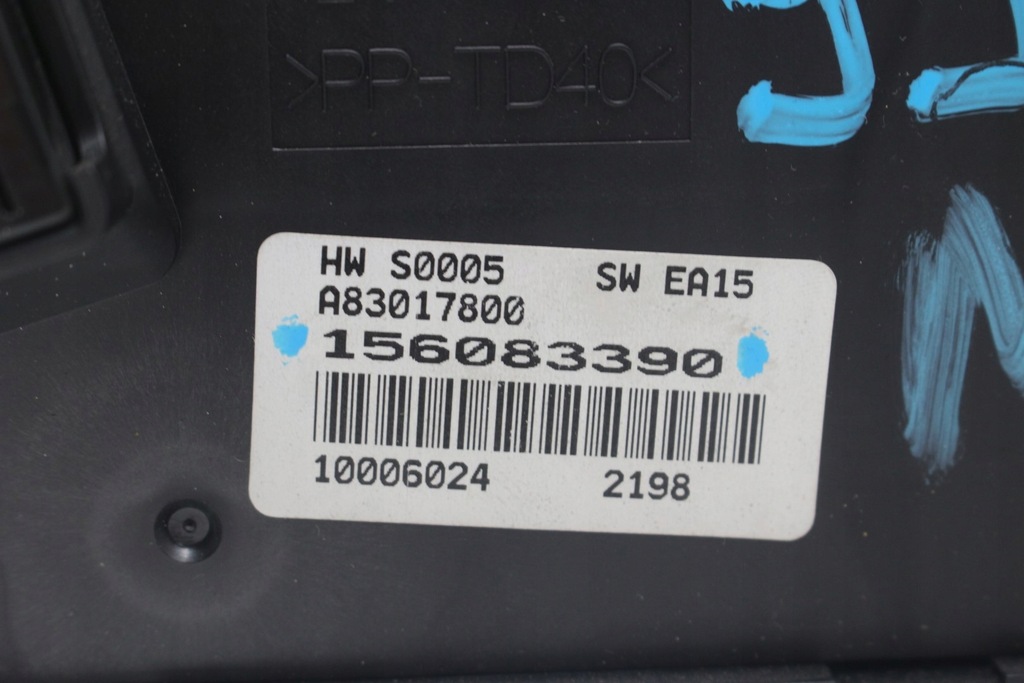 >PP-TD40<
HW S0005 SW EA15
A83017800
156083390
10006024 2198
N